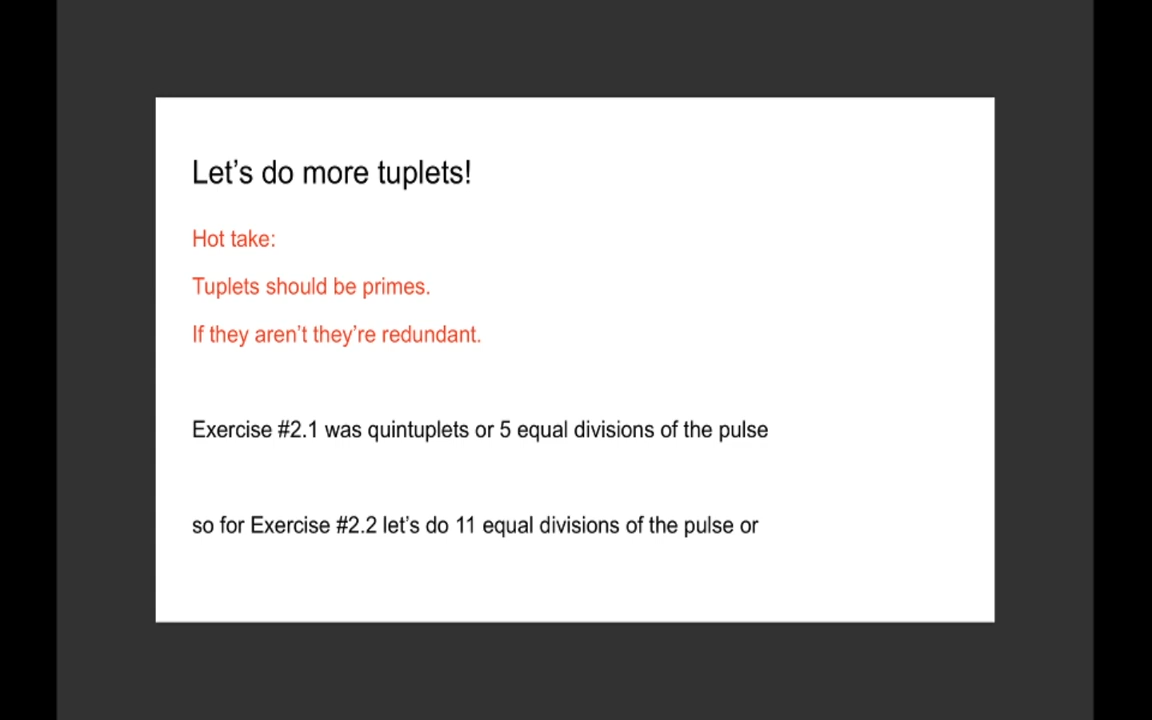 Let’s do more tuplets!
Hot take:
Tuplets should be primes.
If they aren’t they’re redundant.
Exercise #2.1 was quintuplets or 5 equal divisions of the pulse
so for Exercise #2.2 let’s do 11 equal divisions of the pulse or